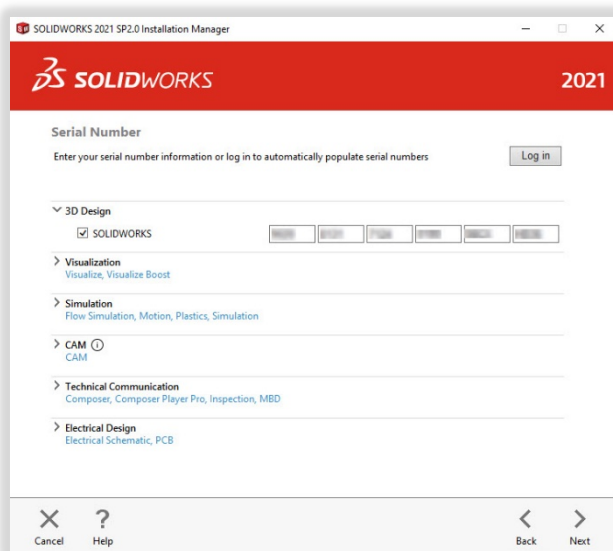 SOLIDWORKS 2021 SP2.0 Installation Manager
SOLIDWORKS 2021
Serial Number
Enter your serial number information or log in to automatically populate serial numbers Log in
3D Design
SOLIDWORKS
Visualization
Visualize, Visualize Boost
Simulation
Flow Simulation, Motion, Plastics, Simulation
CAM
CAM
Technical Communication
Composer, Composer Player Pro, Inspection, MBD
Electrical Design
Electrical Schematic, PCB
Cancel Help Back Next